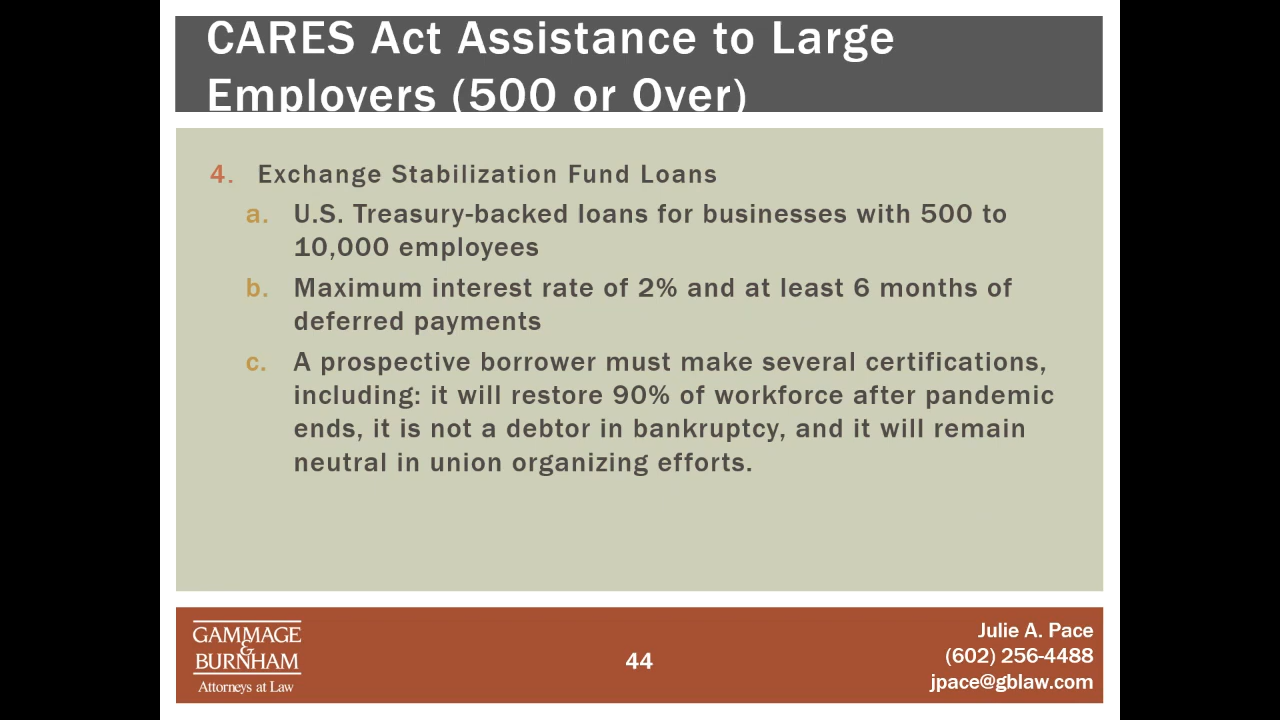 CARES Act Assistance to Large
Employers (500 or Over)
4. Exchange Stabilization Fund Loans
a. U.S. Treasury-backed loans for businesses with 500 to
10,000 employees
b. Maximum interest rate of 2% and at least 6 months of
deferred payments
c. A prospective borrower must make several certifications,
including: it will restore 90% of workforce after pandemic
ends, it is not a debtor in bankruptcy, and it will remain
neutral in union organizing efforts.
GAMMAGE
&
BURNHAM
Attorneys at Law
44
Julie A. Pace
(602) 256-4488
jpace@gblaw.com